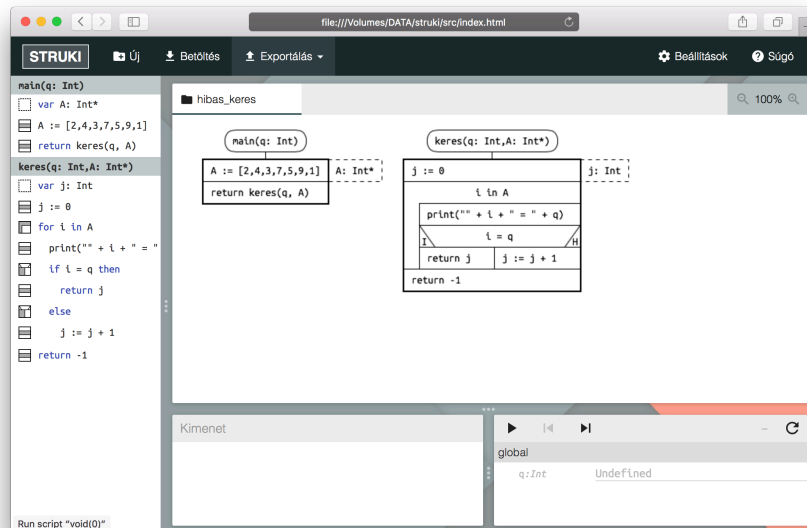 file:///Volumes/DATA/struki/src/index.html
STRUKI Új Betöltés Exportálás Beállítások Súgó
main(q: Int)
var A: Int*
A := [2,4,3,7,5,9,1]
return keres(q, A)
keres(q: Int,A: Int*)
var j: Int
j := 0
for i in A
print("" + i + " = "
if i = q then
return j
else
j := j + 1
return -1
hibas_keres
100%
main(q: Int)
A := [2,4,3,7,5,9,1] A: Int*
return keres(q, A)
keres(q: Int,A: Int*)
j := 0 j: Int
i in A
print("" + i + " = " + q)
I i = q H
return j j := j + 1
return -1
Kimenet
global
q:Int Undefined
Run script "void(0)"